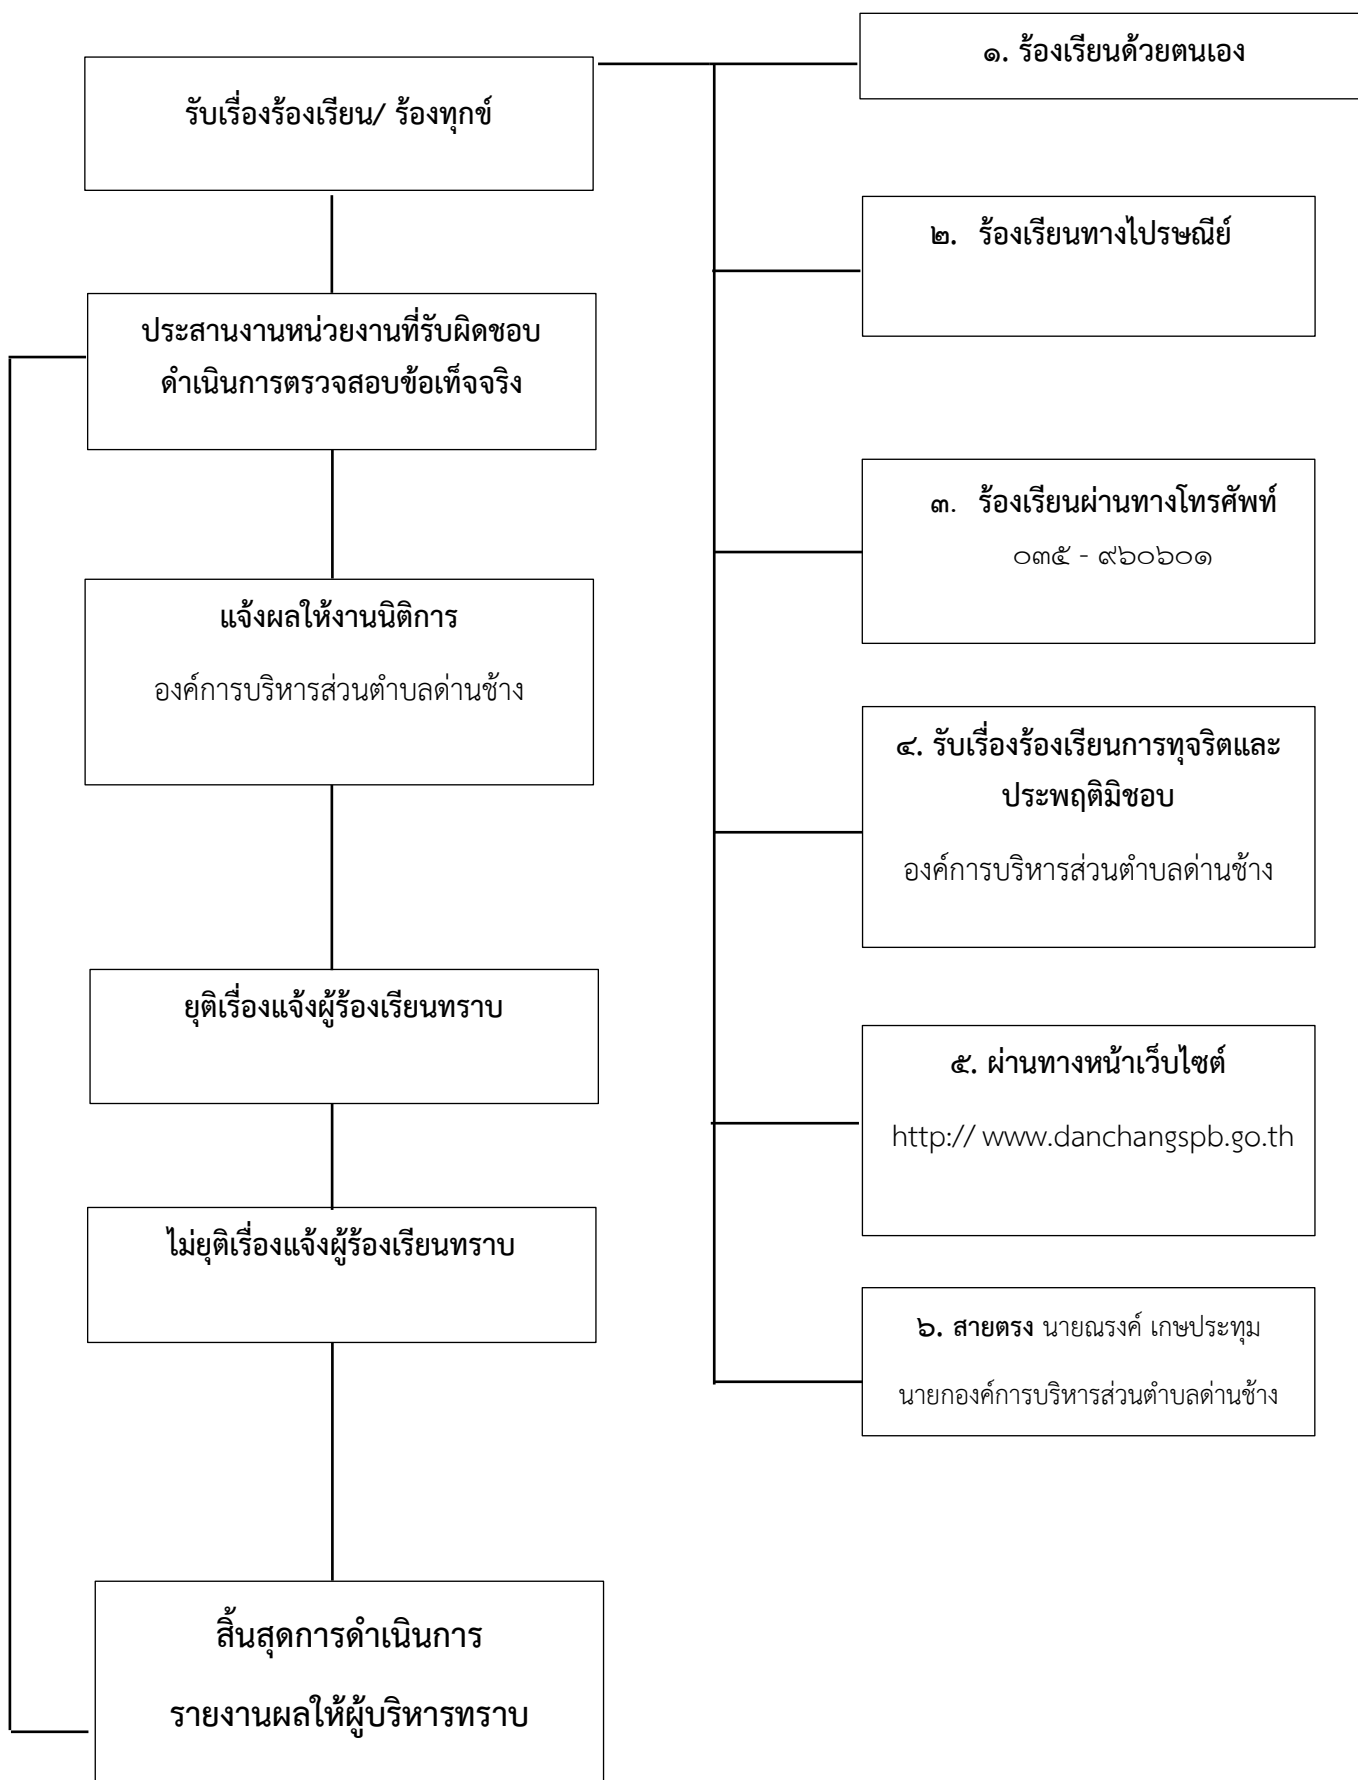 รับเรื่องร้องเรียน/ ร้องทุกข์
ประสานงานหน่วยงานที่รับผิดชอบ
ดำเนินการตรวจสอบข้อเท็จจริง
แจ้งผลให้งานนิติการ
องค์การบริหารส่วนตำบลด่านช้าง
ยุติเรื่องแจ้งผู้ร้องเรียนทราบ
ไม่ยุติเรื่องแจ้งผู้ร้องเรียนทราบ
สิ้นสุดการดำเนินการ
รายงานผลให้ผู้บริหารทราบ
๑. ร้องเรียนด้วยตนเอง
๒. ร้องเรียนทางไปรษณีย์
๓. ร้องเรียนผ่านทางโทรศัพท์
๐๓๕ - ๙๖๐๖๐๑
๔. รับเรื่องร้องเรียนการทุจริตและ
ประพฤติมิชอบ
องค์การบริหารส่วนตำบลด่านช้าง
๕. ผ่านทางหน้าเว็บไซต์
http:// www.danchangspb.go.th
๖. สายตรง นายณรงค์ เกษประทุม
นายกองค์การบริหารส่วนตำบลด่านช้าง